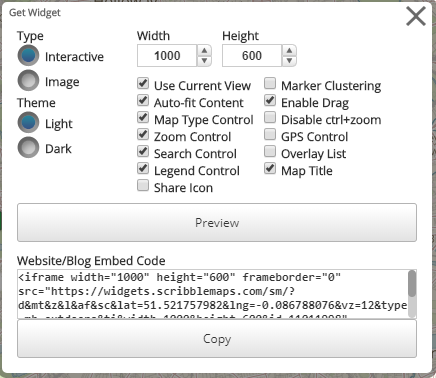 Get Widget
Type
Width
Height
Interactive
1000
600
Image
Use Current View
Marker Clustering
Theme
Auto-fit Content
Enable Drag
Light
Map Type Control
Disable ctrl+zoom
Zoom Control
GPS Control
Dark
Search Control
Overlay List
Legend Control
Map Title
Share Icon
Preview
Website/Blog Embed Code
<iframe width="1000" height="600" frameborder="0"
src="https://widgets.scribblemaps.com/sm/?
d&mt&z&l&af&sc&lat=51.521757982&lng=-0.086788076&vz=12&type
Copy